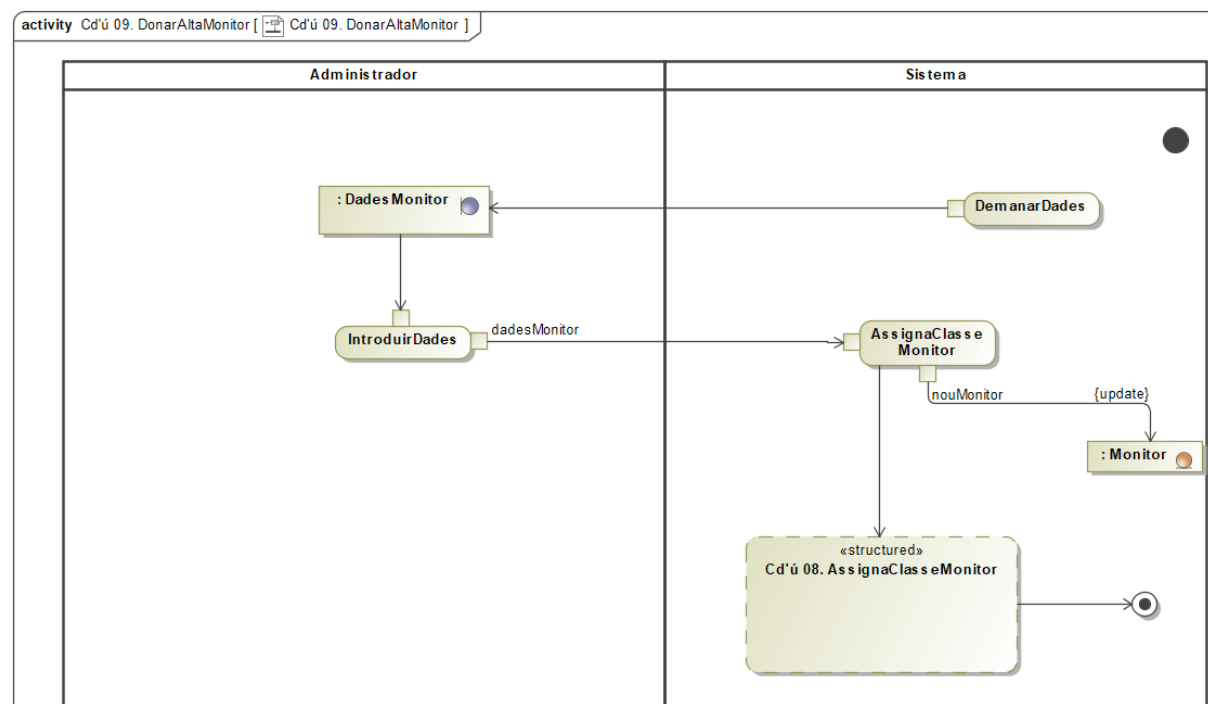 activity Cd'ú 09. DonarAltaMonitor [ Cd'ú 09. DonarAltaMonitor ]
Administrador
Sistema
: DadesMonitor
DemanarDades
IntroduirDades
dadesMonitor
AssignaClasse
Monitor
nouMonitor
{update}
: Monitor
«structured»
Cd'ú 08. AssignaClasseMonitor